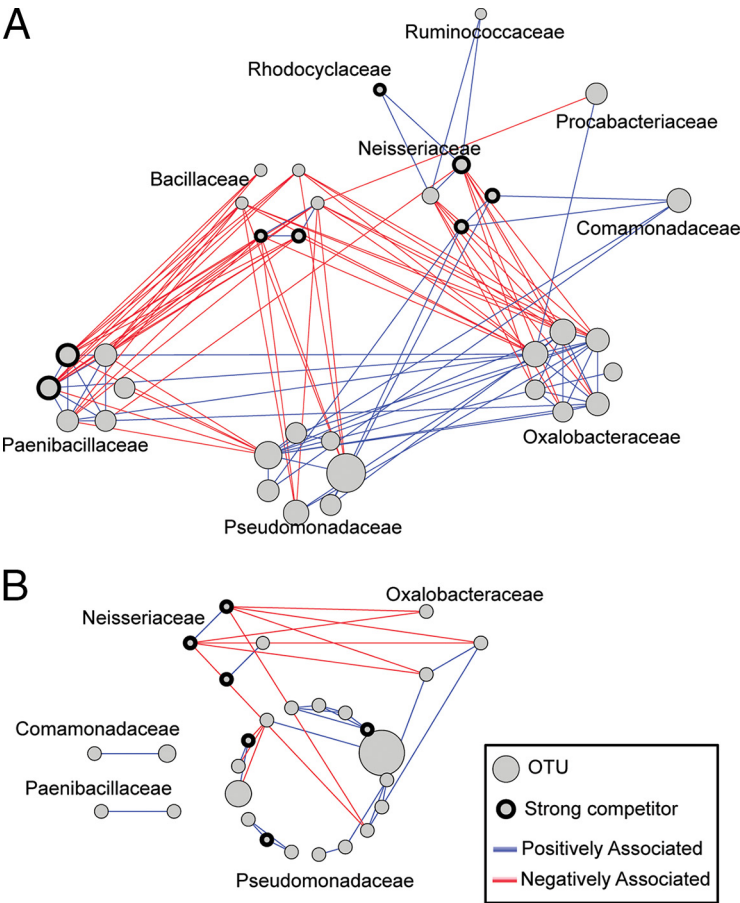 A
Ruminococcaceae
Rhodocyclaceae
Procabacteriaceae
Neisseriaceae
Bacillaceae
Comamonadaceae
Paenibacillaceae
Oxalobacteraceae
Pseudomonadaceae
B
Oxalobacteraceae
Neisseriaceae
Comamonadaceae
Paenibacillaceae
Pseudomonadaceae
OTU
Strong competitor
Positively Associated
Negatively Associated